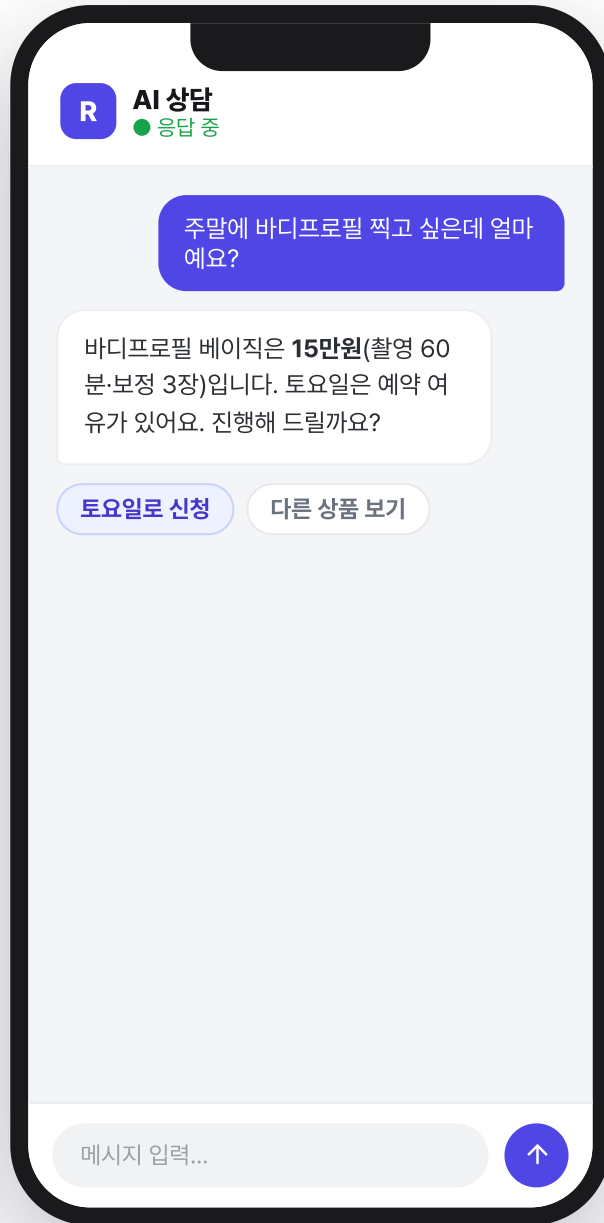 R
AI 상담
응답 중
주말에 바디프로필 찍고 싶은데 얼마
예요?
바디프로필 베이직은 15만원(촬영 60
분·보정 3장)입니다. 토요일은 예약 여
유가 있어요. 진행해 드릴까요?
토요일로 신청
다른 상품 보기
메시지 입력...